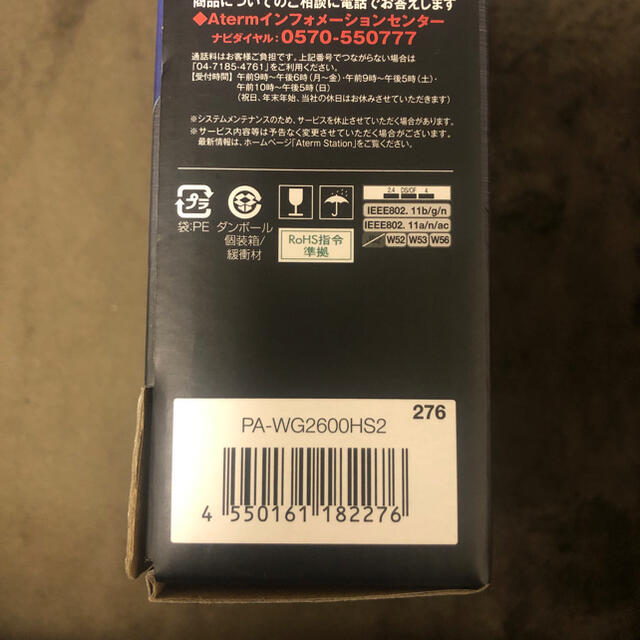 商品についてのご相談に電話でお答えします
◆Atermインフォメーションセンター
ナビダイヤル：0570-550777
通話料はお客様ご負担です。上記番号でつながらない場合は
「04-7185-4761」をご利用ください。
【受付時間】 午前9時～午後6時（月～金）・午前9時～午後5時（土）・
午前10時～午後5時（日）
（祝日、年末年始、当社の休日はお休みさせていただきます）
※システムメンテナンスのため、サービスを休止させていただく場合があります。
※サービス内容等は予告なく変更させていただく場合がございます。
最新情報は、ホームページ「Aterm Station」をご覧ください。
プラ
袋:PE
ダンボール
個装箱/
緩衝材
RoHS指令
準拠
2.4 DS/OF 4
IEEE802. 11b/g/n
IEEE802. 11a/n/ac
W52 W53 W56
276
PA-WG2600HS2
4 550161 182276